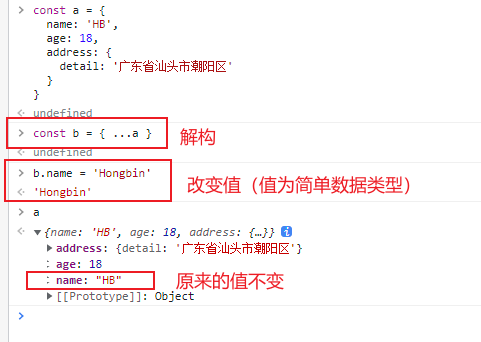 > const a = {
name: 'HB',
age: 18,
address: {
detail: '广东省汕头市潮阳区'
}
}
undefined
> const b = { ...a } 解构
undefined
> b.name = 'Hongbin' 改变值（值为简单数据类型）
'Hongbin'
> a
{name: 'HB', age: 18, address: {…}} i
address: {detail: '广东省汕头市潮阳区'}
age: 18
name: "HB" 原来的值不变
[[Prototype]]: Object
>